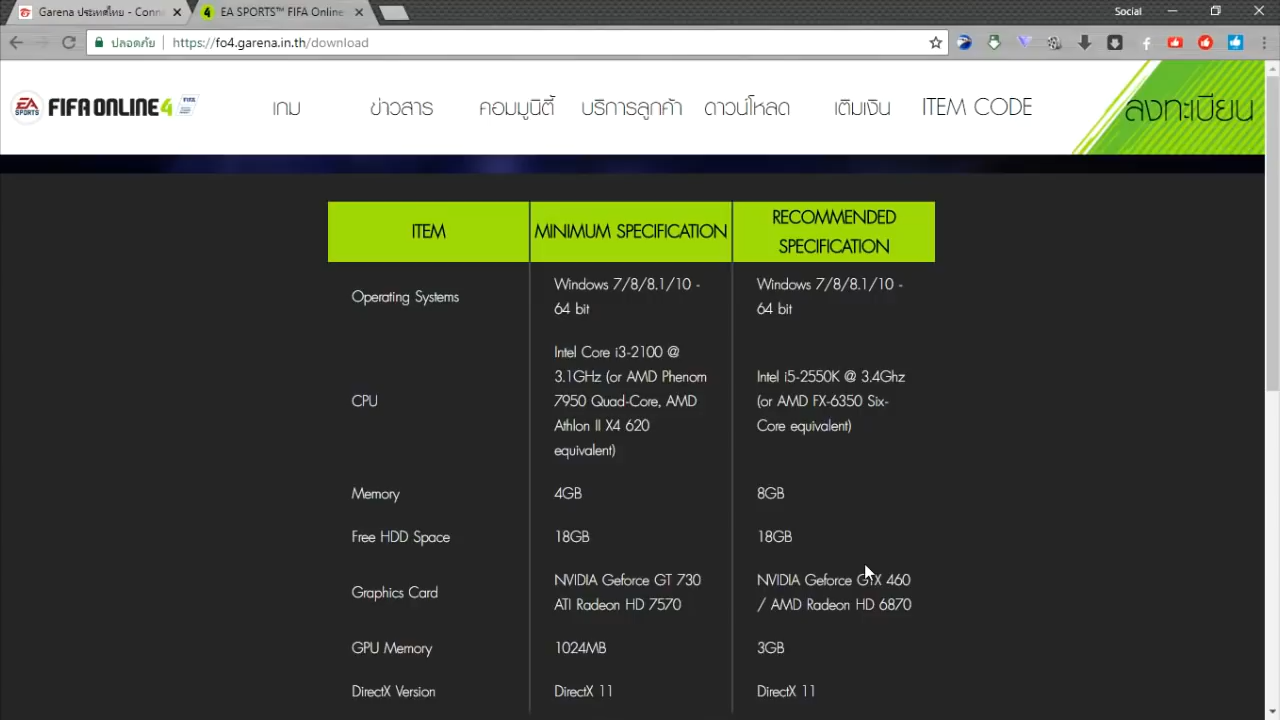 Garena ประเทศไทย - Conne
EA SPORTS™ FIFA Online
Social
ปลอดภัย
https://fo4.garena.in.th/download
EA SPORTS
FIFA ONLINE 4
เกม
ข่าวสาร
คอมมูนิตี้
บริการลูกค้า
ดาวน์โหลด
เติมเงิน
ITEM CODE
ลงทะเบียน
ITEM
MINIMUM SPECIFICATION
RECOMMENDED
SPECIFICATION
Operating Systems
Windows 7/8/8.1/10 -
64 bit
Windows 7/8/8.1/10 -
64 bit
CPU
Intel Core i3-2100 @
3.1GHz (or AMD Phenom
7950 Quad-Core, AMD
Athlon II X4 620
equivalent)
Intel i5-2550K @ 3.4Ghz
(or AMD FX-6350 Six-
Core equivalent)
Memory
4GB
8GB
Free HDD Space
18GB
18GB
Graphics Card
NVIDIA Geforce GT 730
ATI Radeon HD 7570
NVIDIA Geforce GTX 460
/ AMD Radeon HD 6870
GPU Memory
1024MB
3GB
DirectX Version
DirectX 11
DirectX 11